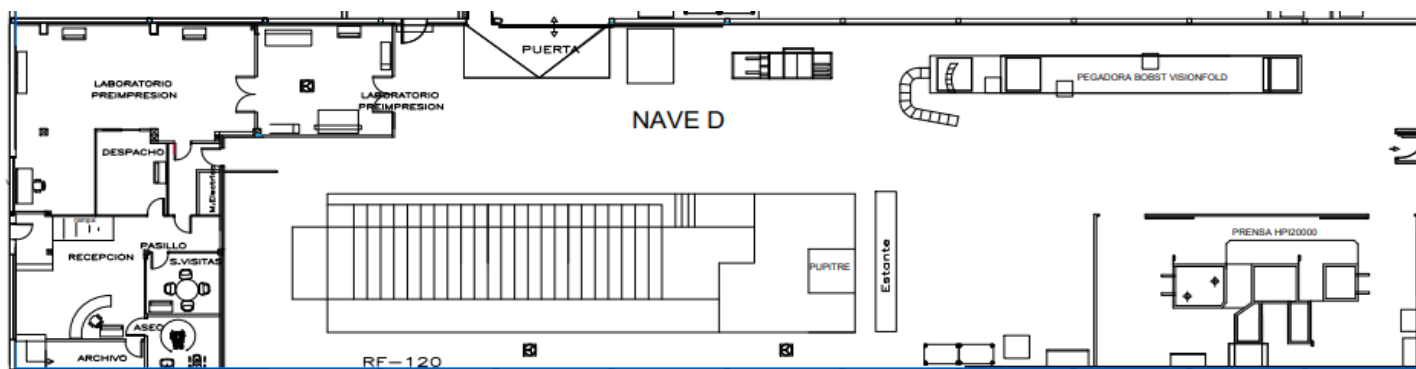 PUERTA
LABORATORIO
PREIMPRESION
LABORATORIO
PREIMPRESION
PEGADORA BOBST VISIONFOLD
NAVE D
DESPACHO
M.Electrico
PASILLO
RECEPCION
S.VISITAS
PUPITRE
Estante
PRENSA HPI20000
ASEO
ARCHIVO
RF-120